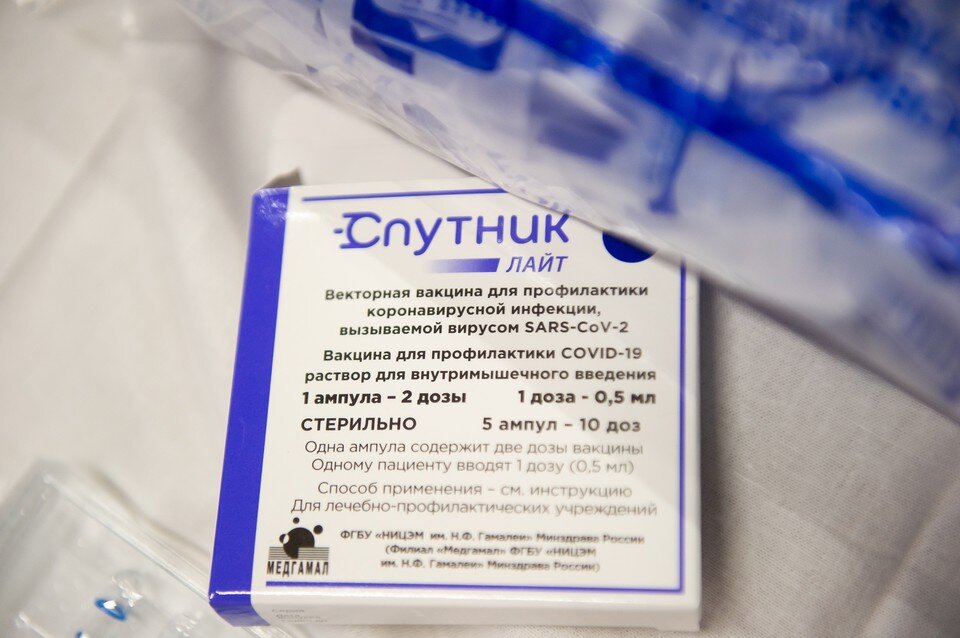 Спутник
ЛАЙТ
Векторная вакцина для профилактики
коронавирусной инфекции,
вызываемой вирусом SARS-CoV-2
Вакцина для профилактики COVID-19
раствор для внутримышечного введения
1 ампула – 2 дозы 1 доза - 0,5 мл
СТЕРИЛЬНО 5 ампул – 10 доз
Одна ампула содержит две дозы вакцины
Одному пациенту вводят 1 дозу (0,5 мл)
Способ применения – см. инструкцию
Для лечебно-профилактических учреждений
МЕДГАМАЛ
ФГБУ «НИЦЭМ им. Н.Ф. Гамалеи» Минздрава России
(Филиал «Медгамал» ФГБУ «НИЦЭМ
им. Н.Ф. Гамалеи» Минздрава России)